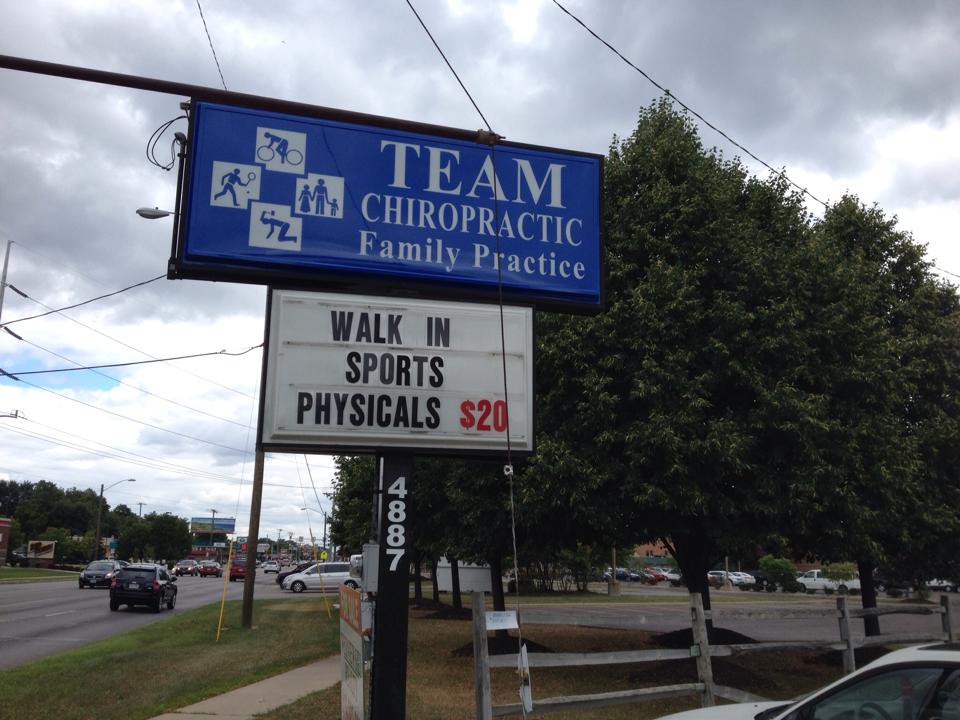 TEAM
CHIROPRACTIC
Family Practice
WALK IN
SPORTS
PHYSICALS $20
4887